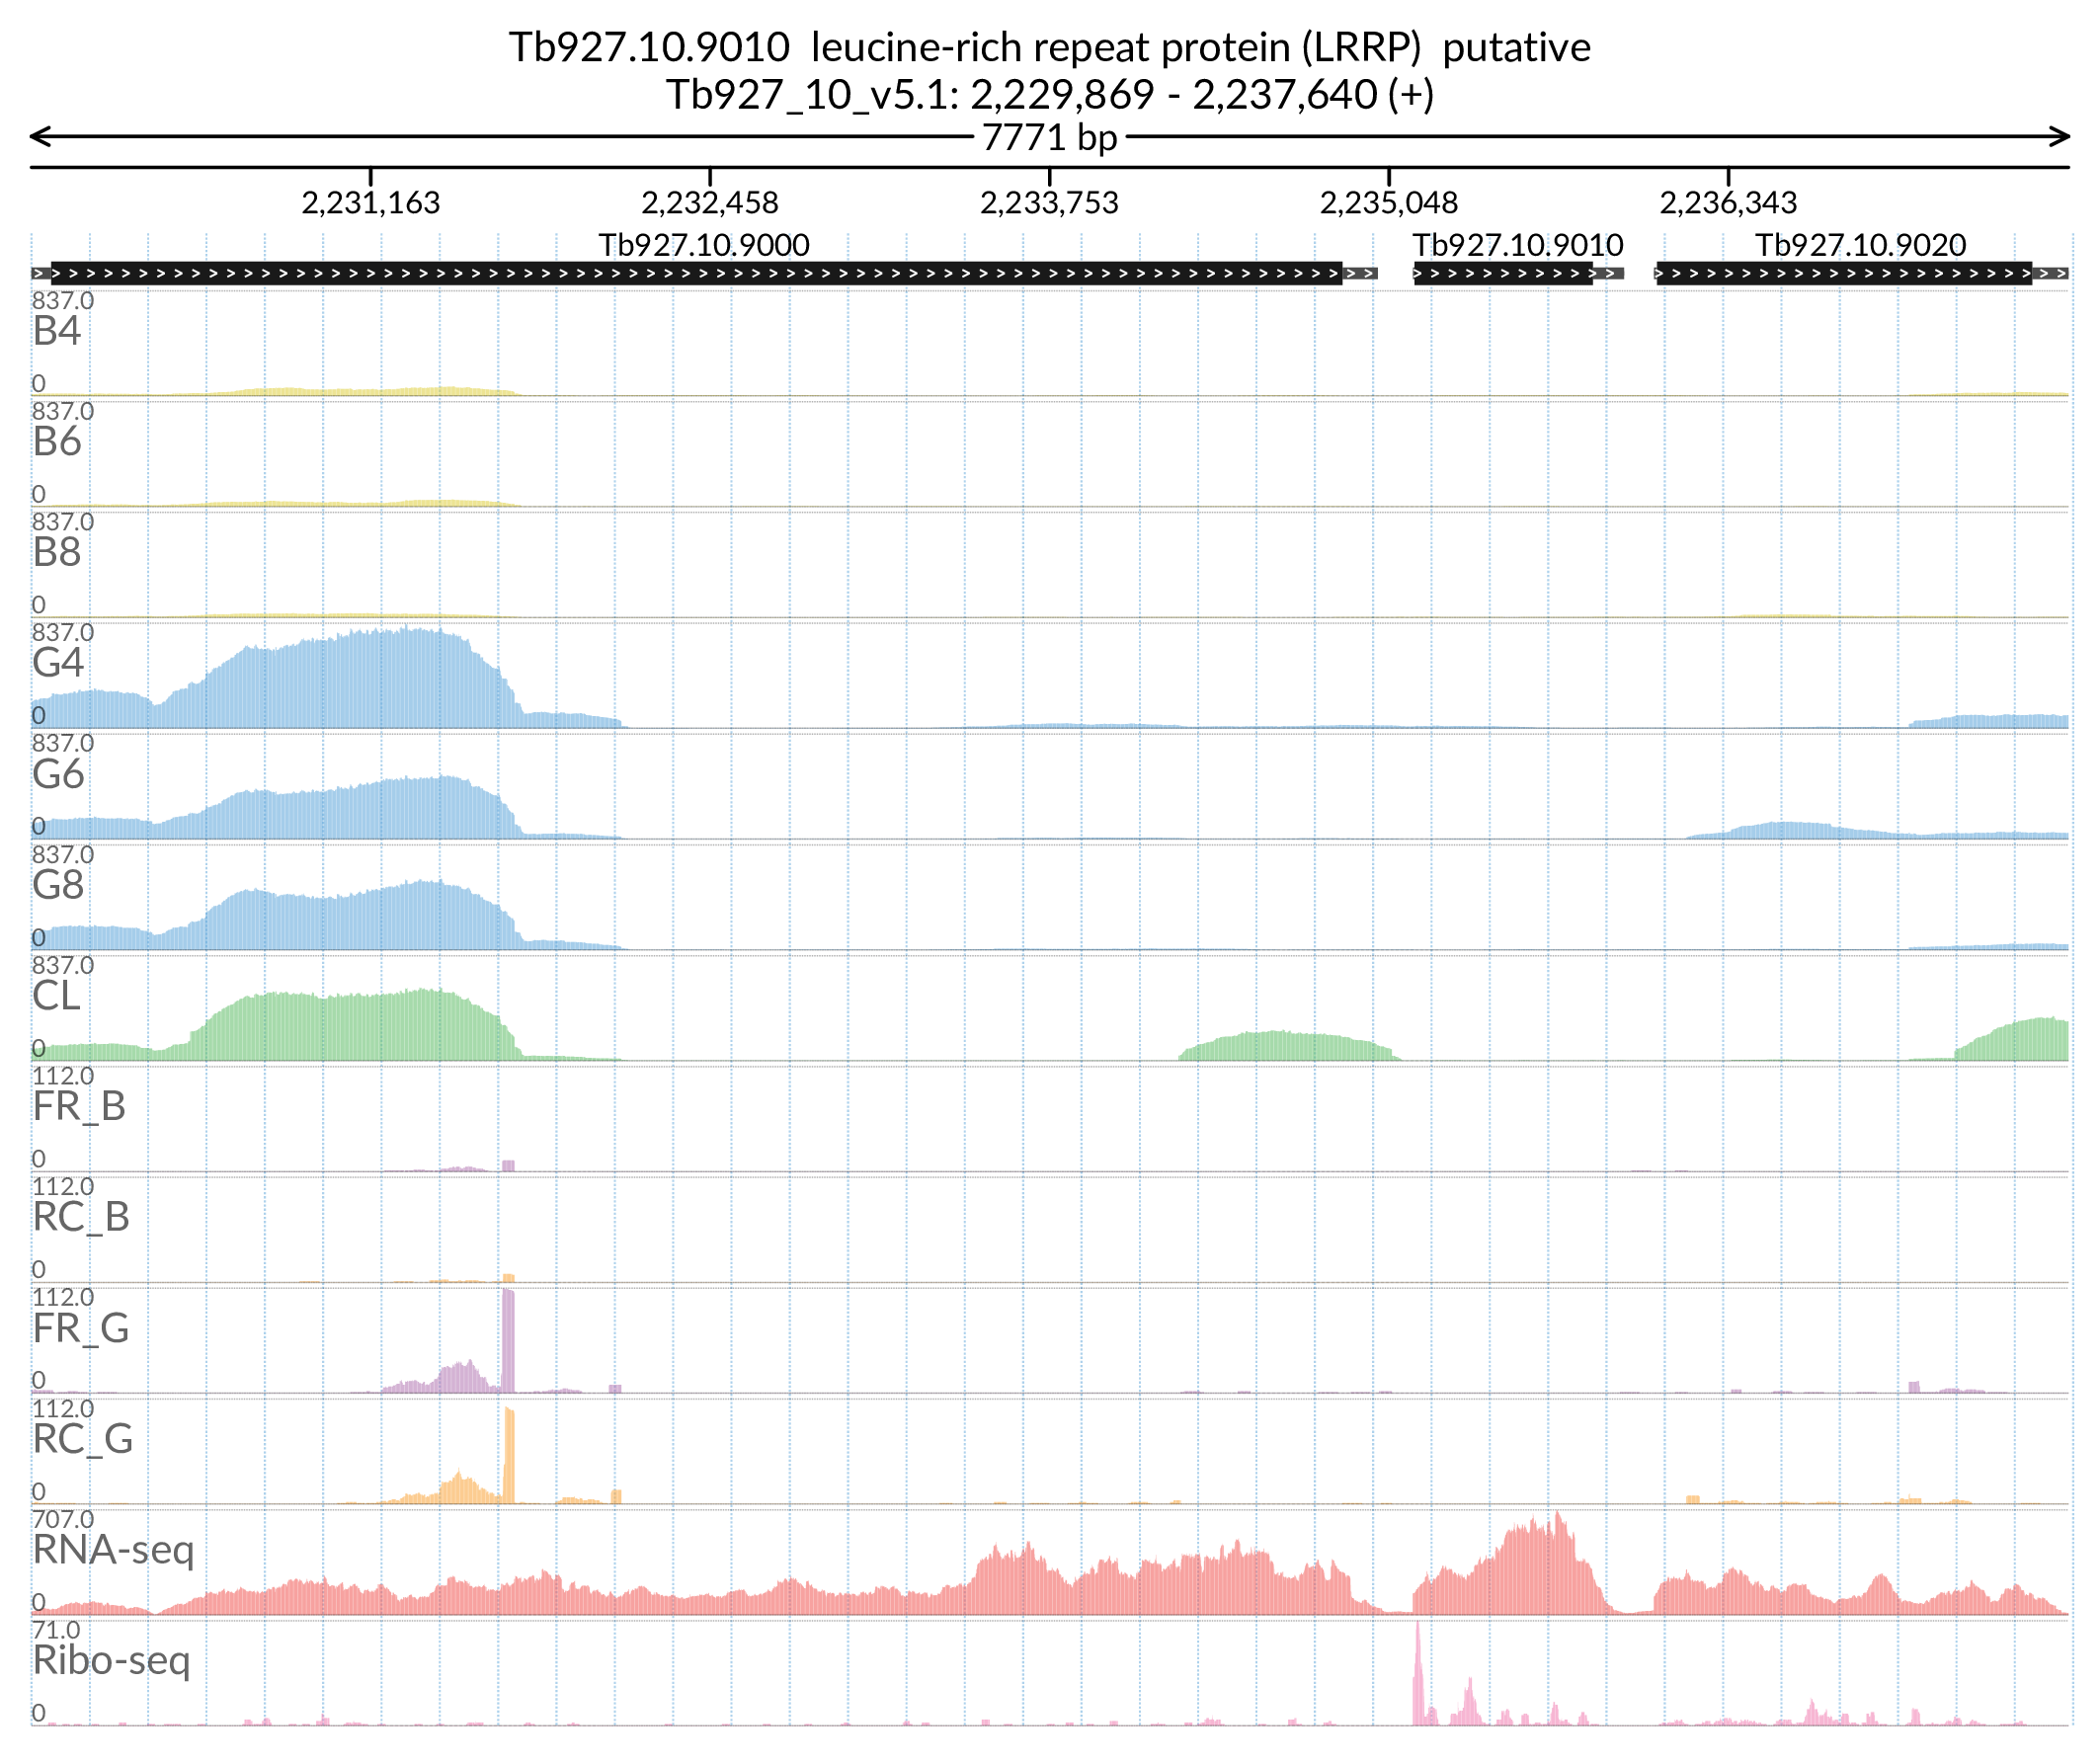 Tb927.10.9010  leucine-rich repeat protein (LRRP)  putative
Tb927_10_v5.1: 2,229,869 - 2,237,640 (+)
7771 bp
2,231,163 2,232,458 2,233,753 2,235,048 2,236,343
Tb927.10.9000 Tb927.10.9010 Tb927.10.9020
837.0
B4
0
837.0
B6
0
837.0
B8
0
837.0
G4
0
837.0
G6
0
837.0
G8
0
837.0
CL
0
112.0
FR_B
0
112.0
RC_B
0
112.0
FR_G
0
112.0
RC_G
0
707.0
RNA-seq
0
71.0
Ribo-seq
0